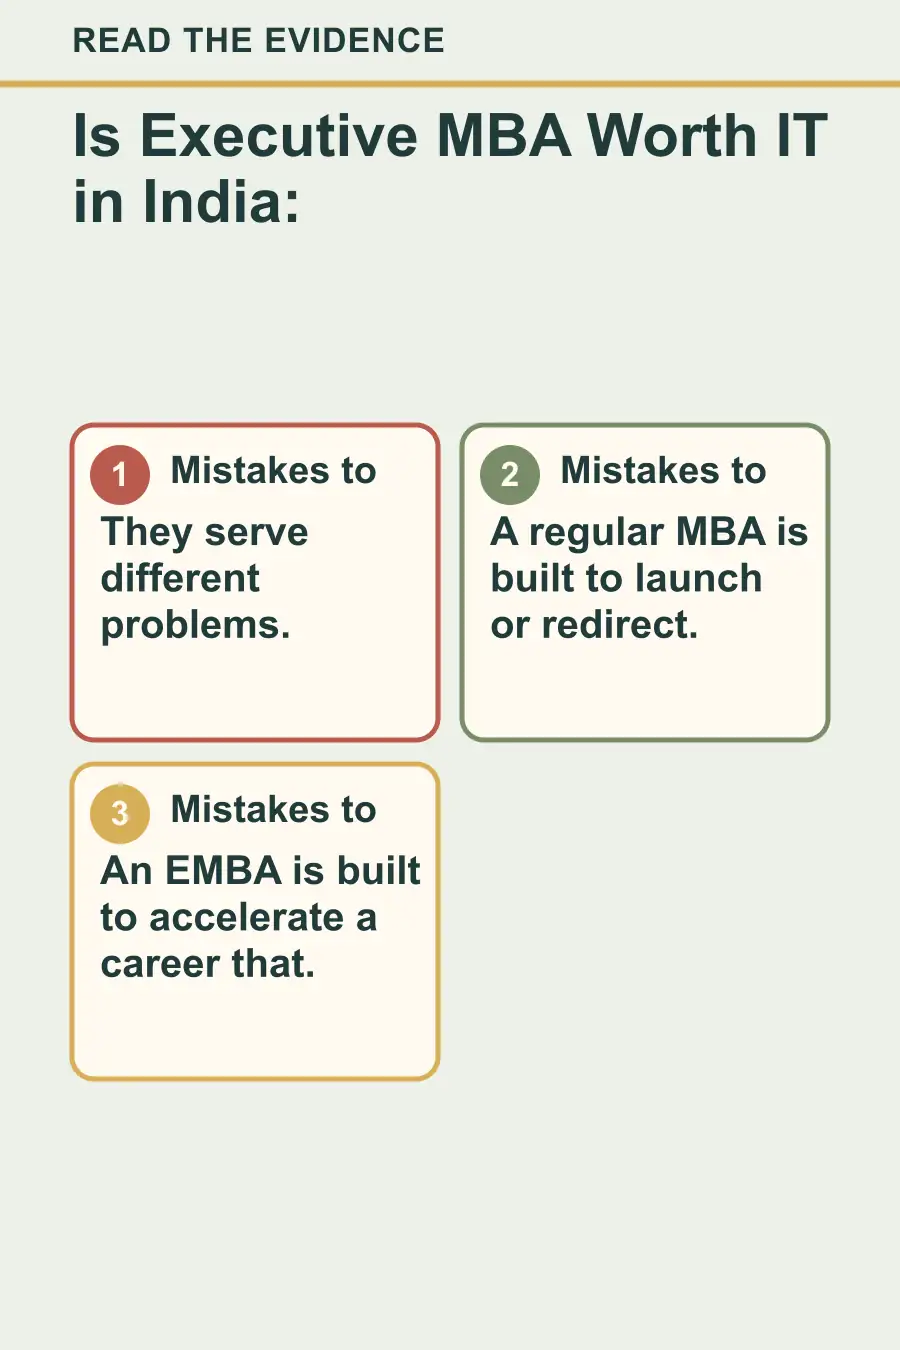 READ THE EVIDENCE
Is Executive MBA Worth IT
in India:
1 Mistakes to
They serve
different
problems.
2 Mistakes to
A regular MBA is
built to launch
or redirect.
3 Mistakes to
An EMBA is built
to accelerate a
career that.